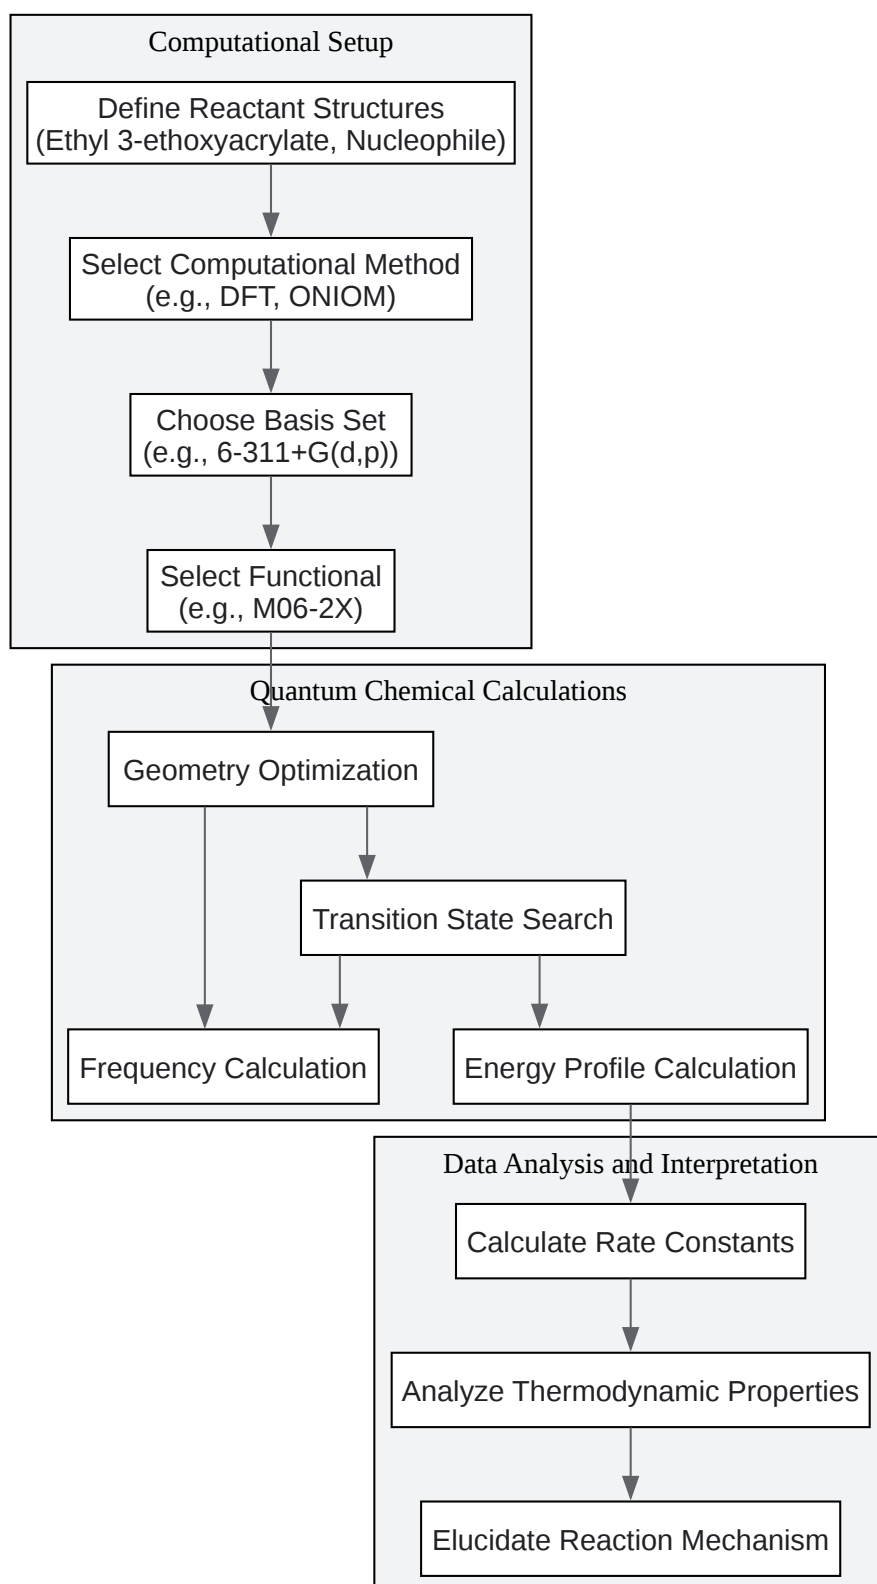 Computational Setup
Define Reactant Structures
(Ethyl 3-ethoxyacrylate, Nucleophile)
Select Computational Method
(e.g., DFT, ONIOM)
Choose Basis Set
(e.g., 6-311+G(d,p))
Select Functional
(e.g., M06-2X)
Quantum Chemical Calculations
Geometry Optimization
Transition State Search
Frequency Calculation
Energy Profile Calculation
Data Analysis and Interpretation
Calculate Rate Constants
Analyze Thermodynamic Properties
Elucidate Reaction Mechanism